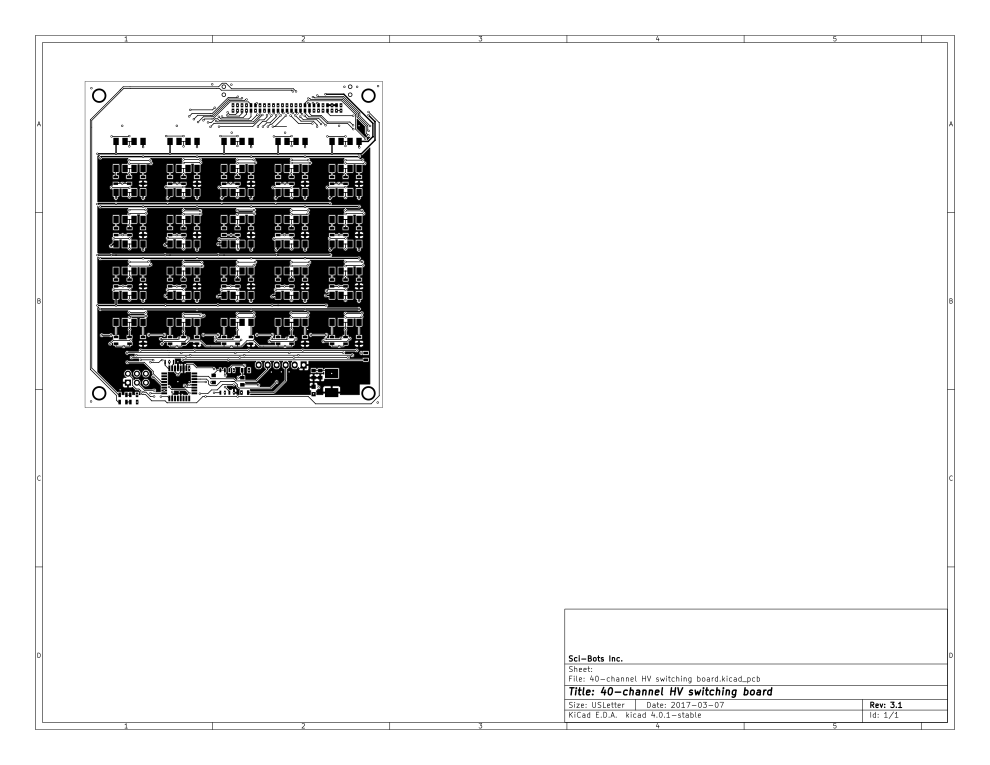 1 2 3 4 5
A A
B B
C C
D D
Sci-Bots Inc.
Sheet:
File: 40-channel HV switching board.kicad_pcb
Title: 40-channel HV switching board
Size: USLetter Date: 2017-03-07 Rev: 3.1
KiCad E.D.A. kicad 4.0.1-stable Id: 1/1
1 2 3 4 5